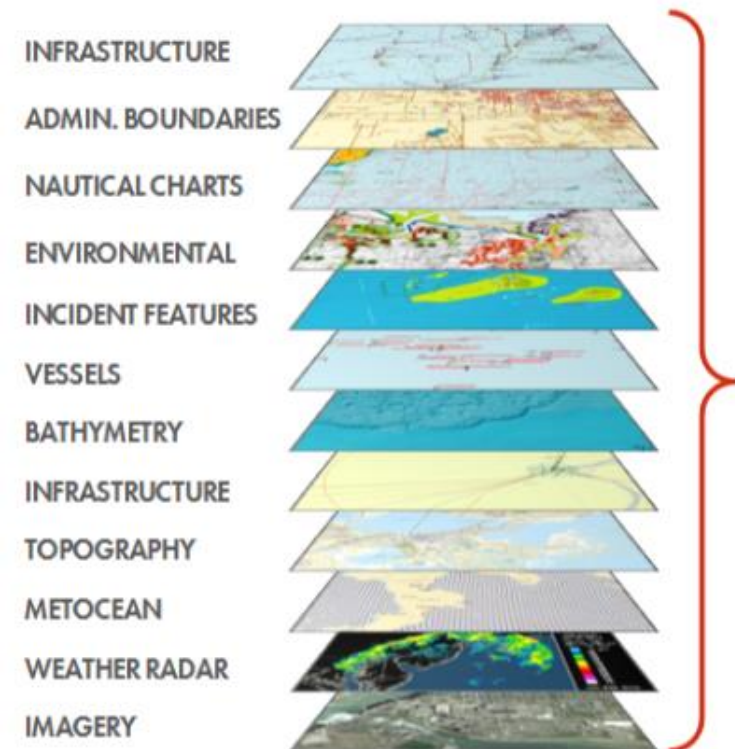 INFRASTRUCTURE
ADMIN. BOUNDARIES
NAUTICAL CHARTS
ENVIRONMENTAL
INCIDENT FEATURES
VESSELS
BATHYMETRY
INFRASTRUCTURE
TOPOGRAPHY
METOCEAN
WEATHER RADAR
IMAGERY